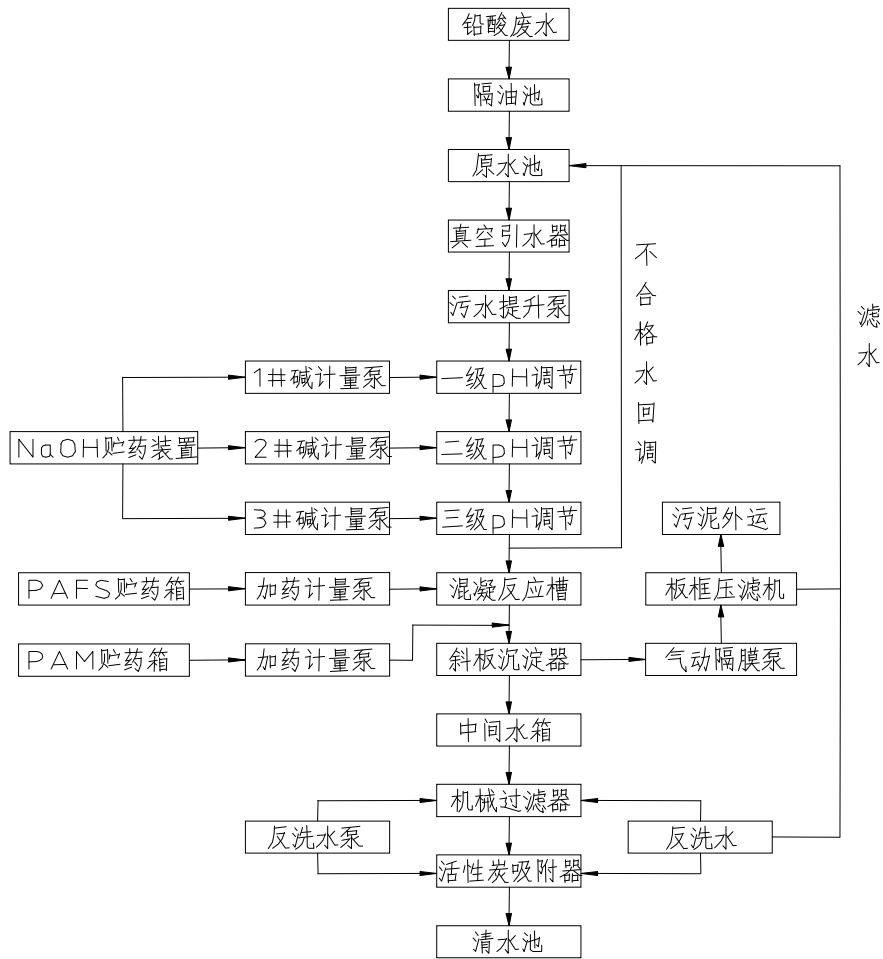 铅酸废水
隔油池
原水池
真空引水器
污水提升泵
不合格水回调
滤水
1#碱计量泵
一级pH调节
NaOH贮药装置
2#碱计量泵
二级pH调节
3#碱计量泵
三级pH调节
污泥外运
PAFS贮药箱
加药计量泵
混凝反应槽
板框压滤机
PAM贮药箱
加药计量泵
斜板沉淀器
气动隔膜泵
中间水箱
机械过滤器
反洗水泵
反洗水
活性炭吸附器
清水池